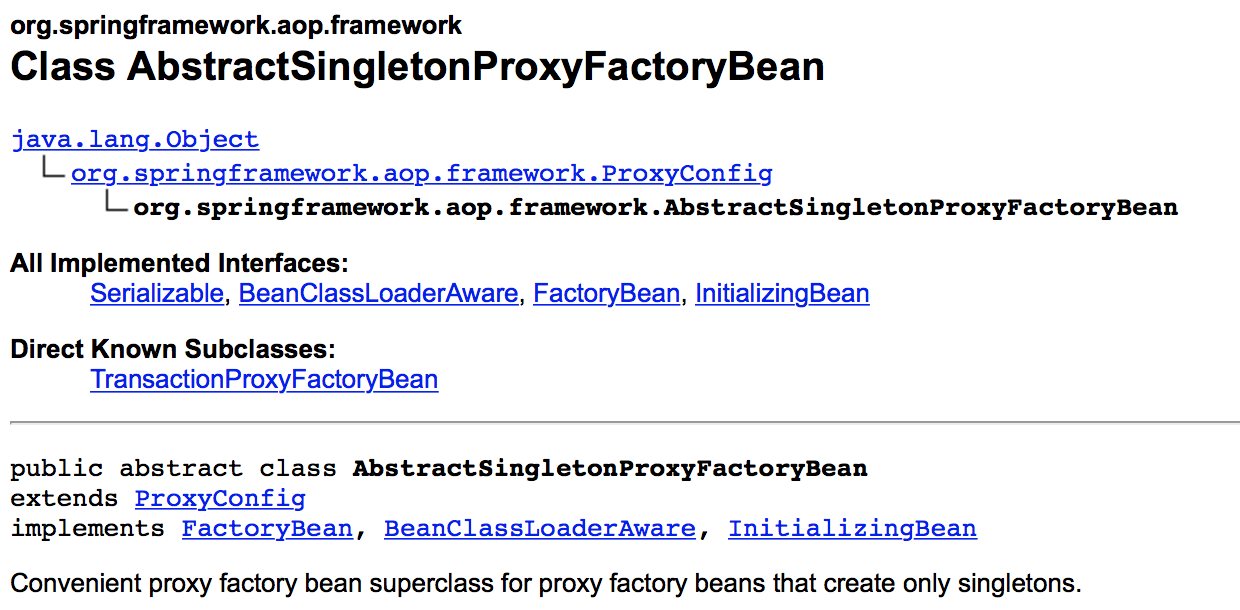 org.springframework.aop.framework
Class AbstractSingletonProxyFactoryBean
java.lang.Object
org.springframework.aop.framework.ProxyConfig
org.springframework.aop.framework.AbstractSingletonProxyFactoryBean
All Implemented Interfaces:
Serializable, BeanClassLoaderAware, FactoryBean, InitializingBean
Direct Known Subclasses:
TransactionProxyFactoryBean
public abstract class AbstractSingletonProxyFactoryBean
extends ProxyConfig
implements FactoryBean, BeanClassLoaderAware, InitializingBean
Convenient proxy factory bean superclass for proxy factory beans that create only singletons.